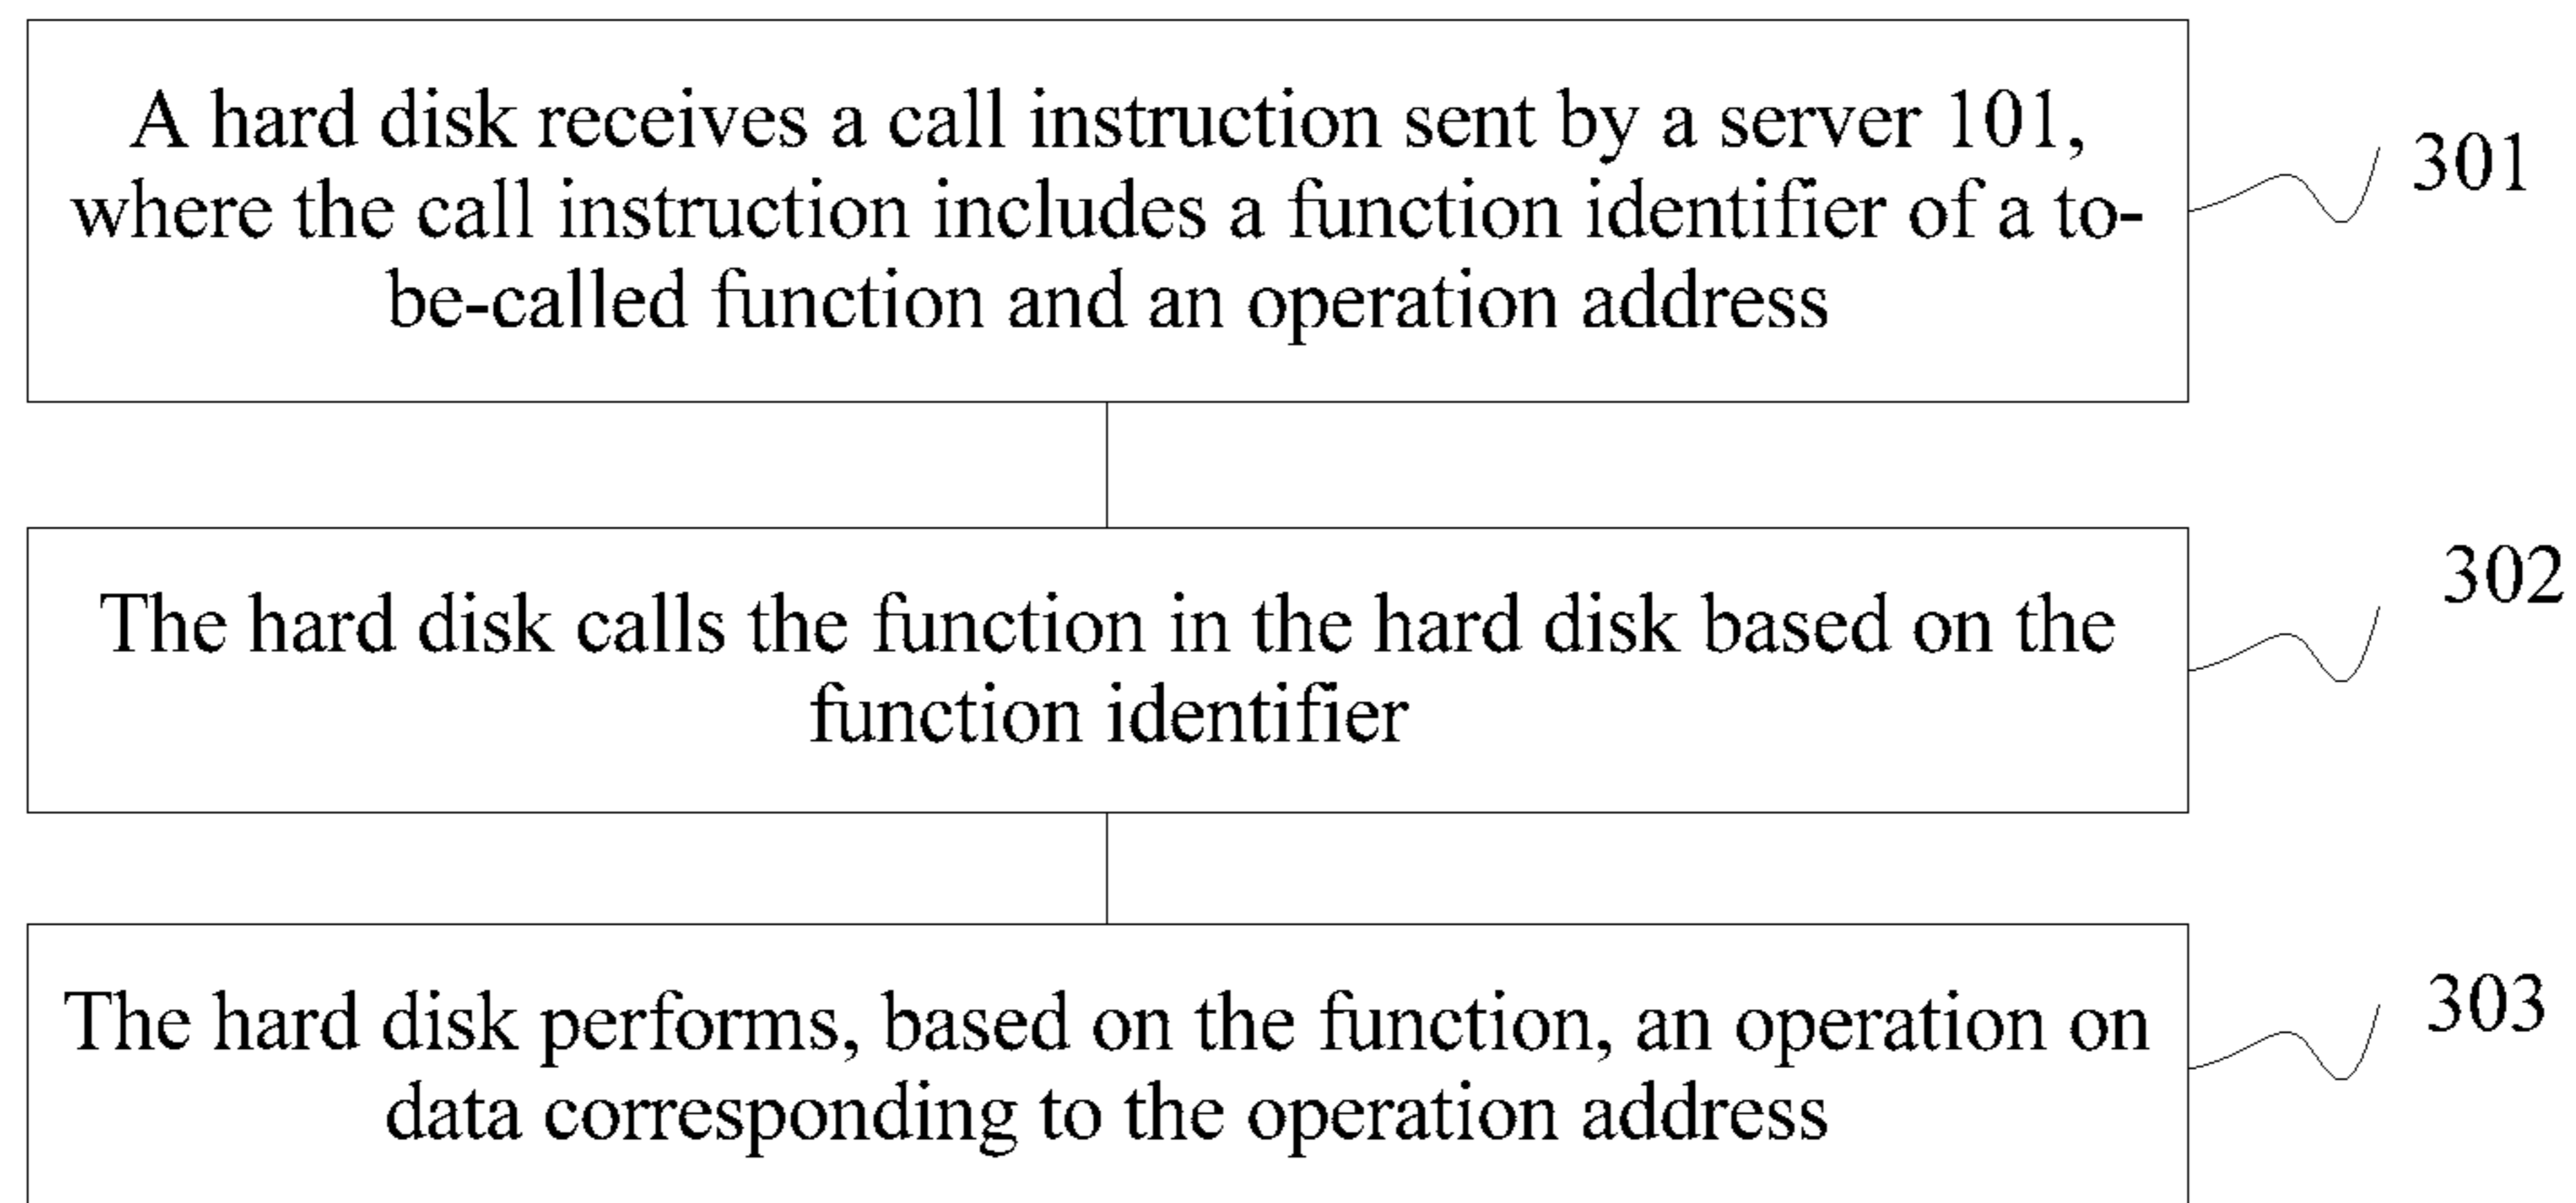 A hard disk receives a call instruction sent by a server 101,
where the call instruction includes a function identifier of a to-
be-called function and an operation address
301
The hard disk calls the function in the hard disk based on the
function identifier
302
The hard disk performs, based on the function, an operation on
data corresponding to the operation address
303